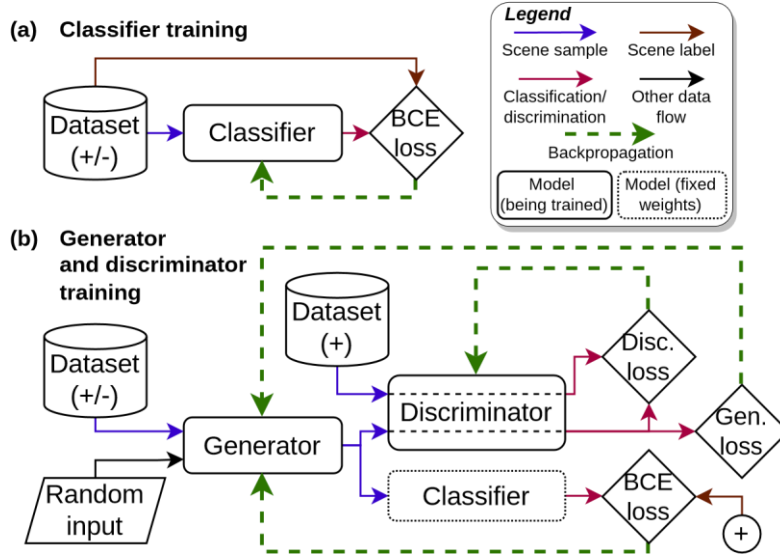 (a) Classifier training
Dataset
(+/-)
Classifier
BCE
loss
Legend
Scene sample
Scene label
Classification/
discrimination
Other data
flow
Backpropagation
Model
(being trained)
Model (fixed
weights)
(b) Generator
and discriminator
training
Dataset
(+/-)
Dataset
(+)
Random
input
Generator
Discriminator
Disc.
loss
Gen.
loss
Classifier
BCE
loss
+